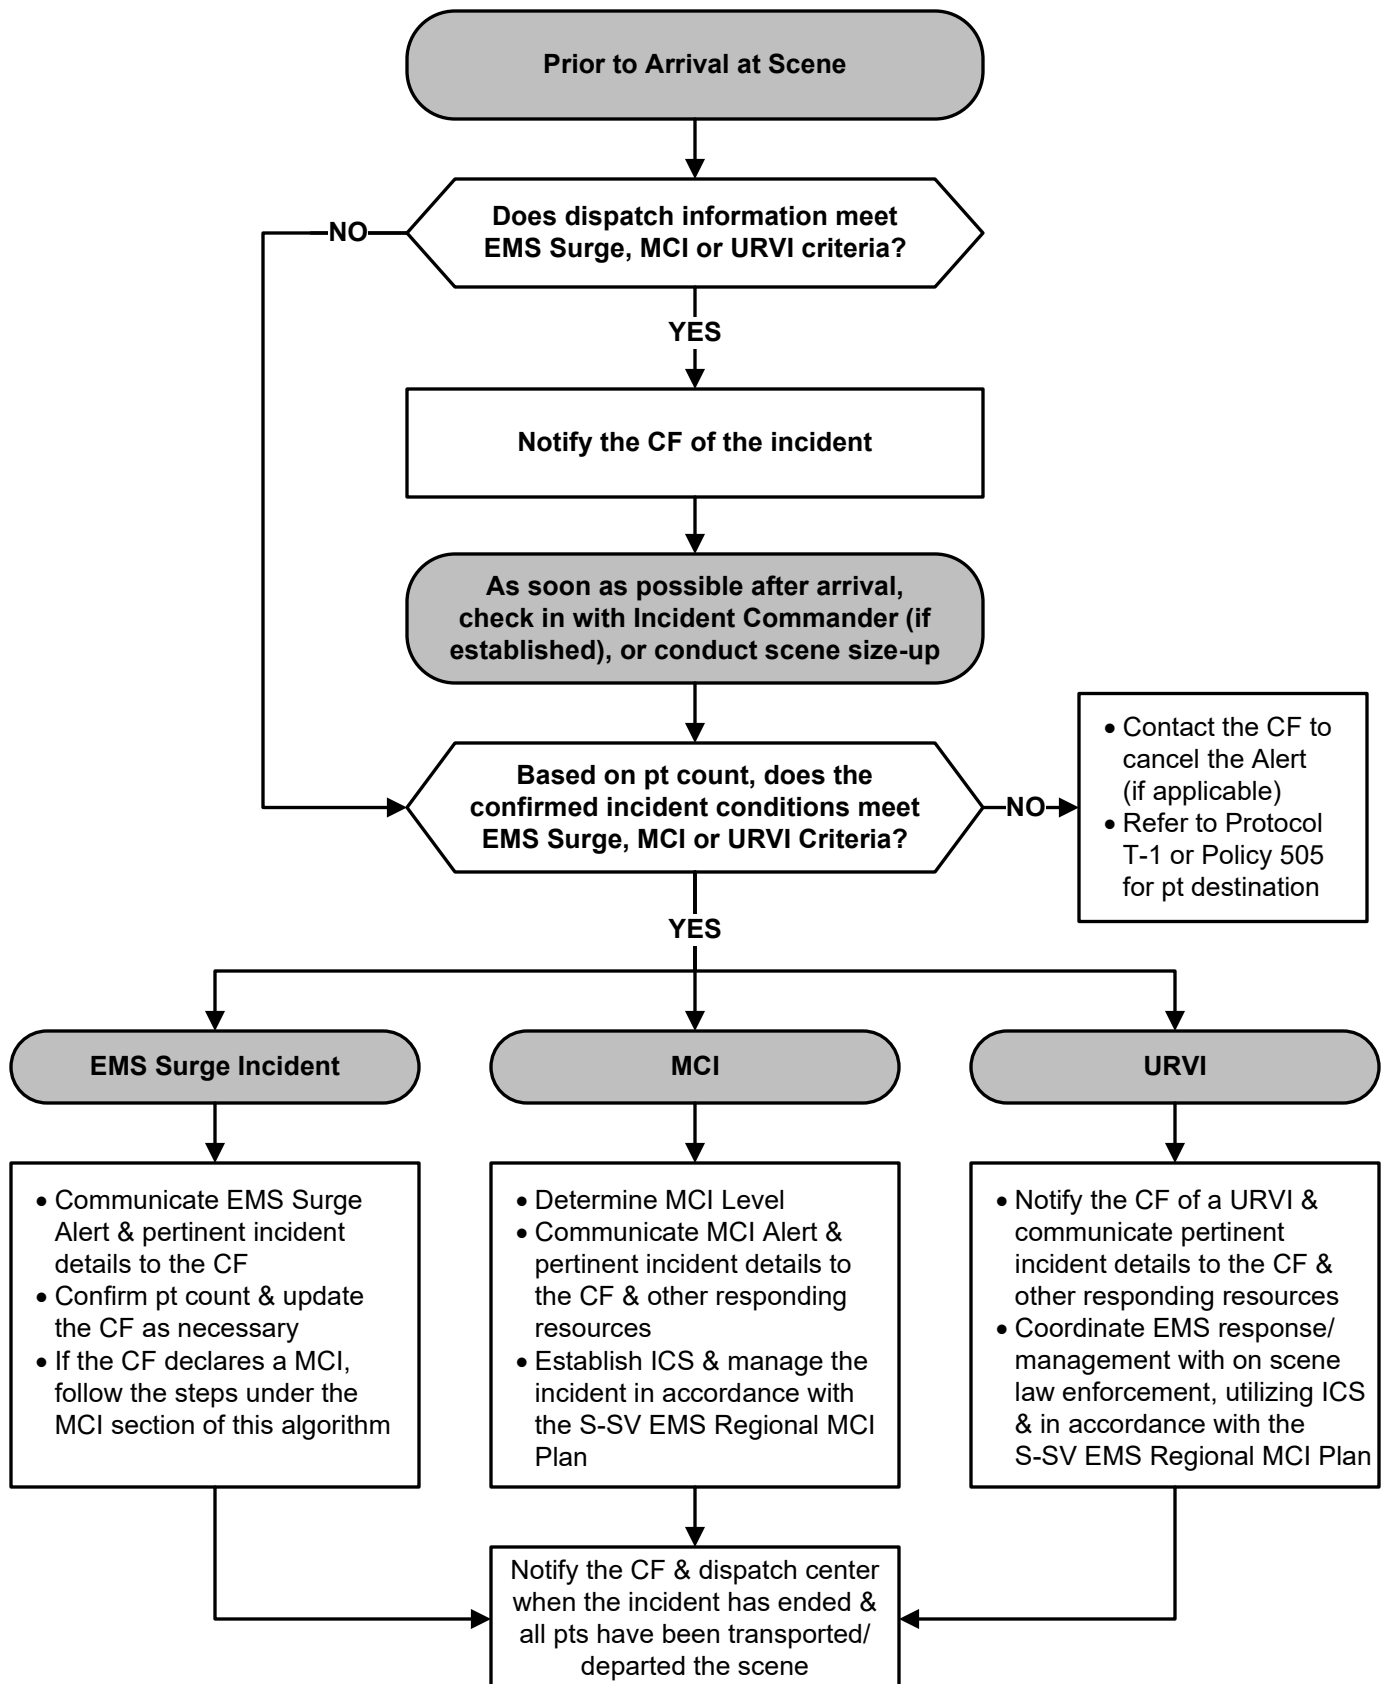 Prior to Arrival at Scene
Does dispatch information meet
EMS Surge, MCI or URVI criteria?
NO
YES
Notify the CF of the incident
As soon as possible after arrival,
check in with Incident Commander (if
established), or conduct scene size-up
Based on pt count, does the
confirmed incident conditions meet
EMS Surge, MCI or URVI Criteria?
NO
• Contact the CF to
cancel the Alert
(if applicable)
• Refer to Protocol
T-1 or Policy 505
for pt destination
YES
EMS Surge Incident
• Communicate EMS Surge
Alert & pertinent incident
details to the CF
• Confirm pt count & update
the CF as necessary
• If the CF declares a MCI,
follow the steps under the
MCI section of this algorithm
MCI
• Determine MCI Level
• Communicate MCI Alert &
pertinent incident details to
the CF & other responding
resources
• Establish ICS & manage the
incident in accordance with
the S-SV EMS Regional MCI
Plan
URVI
• Notify the CF of a URVI &
communicate pertinent
incident details to the CF &
other responding resources
• Coordinate EMS response/
management with on scene
law enforcement, utilizing ICS
& in accordance with the
S-SV EMS Regional MCI Plan
Notify the CF & dispatch center
when the incident has ended &
all pts have been transported/
departed the scene